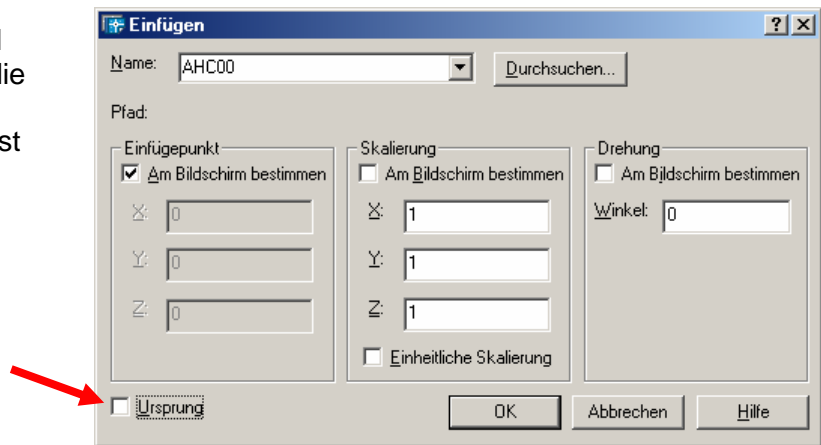 Einfügen
Name: AHC00 Durchsuchen...
Pfad:
Einfügepunkt
Am Bildschirm bestimmen
X: 0
Y: 0
Z: 0
Skalierung
Am Bildschirm bestimmen
X: 1
Y: 1
Z: 1
Einheitliche Skalierung
Drehung
Am Bildschirm bestimmen
Winkel: 0
Ursprung
OK Abbrechen Hilfe